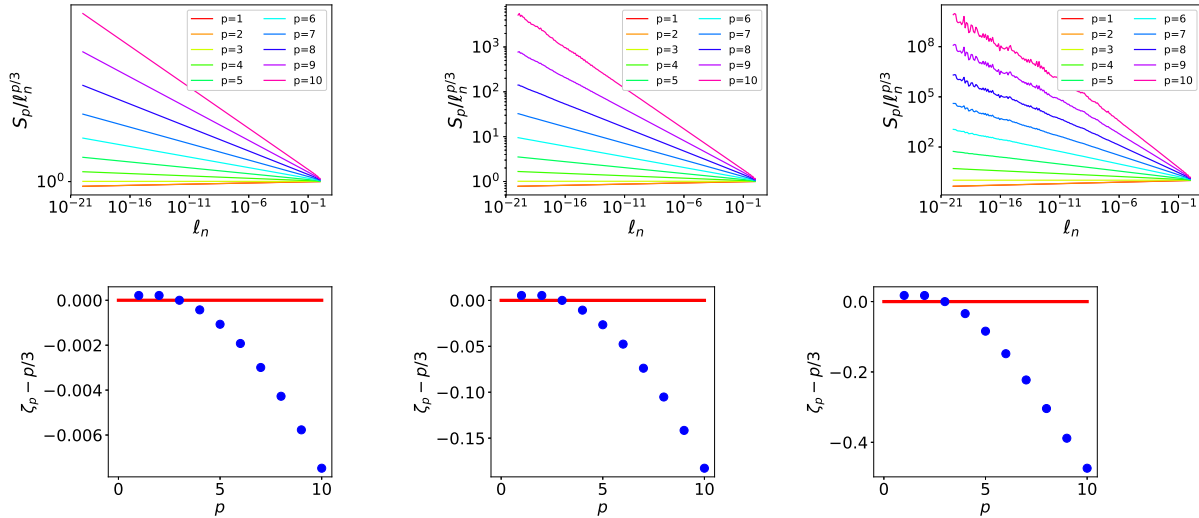 S_p/ℓ_n^{p/3}
10^0
p=1 p=6
p=2 p=7
p=3 p=8
p=4 p=9
p=5 p=10
10^{-21} 10^{-16} 10^{-11} 10^{-6} 10^{-1}
ℓ_n
S_p/ℓ_n^{p/3}
10^3
10^2
10^1
10^0
p=1 p=6
p=2 p=7
p=3 p=8
p=4 p=9
p=5 p=10
10^{-21} 10^{-16} 10^{-11} 10^{-6} 10^{-1}
ℓ_n
S_p/ℓ_n^{p/3}
10^8
10^5
10^2
p=1 p=6
p=2 p=7
p=3 p=8
p=4 p=9
p=5 p=10
10^{-21} 10^{-16} 10^{-11} 10^{-6} 10^{-1}
ℓ_n
ζ_p − p/3
0.000
−0.002
−0.004
−0.006
0 5 10
p
ζ_p − p/3
0.00
−0.05
−0.10
−0.15
0 5 10
p
ζ_p − p/3
0.0
−0.2
−0.4
0 5 10
p